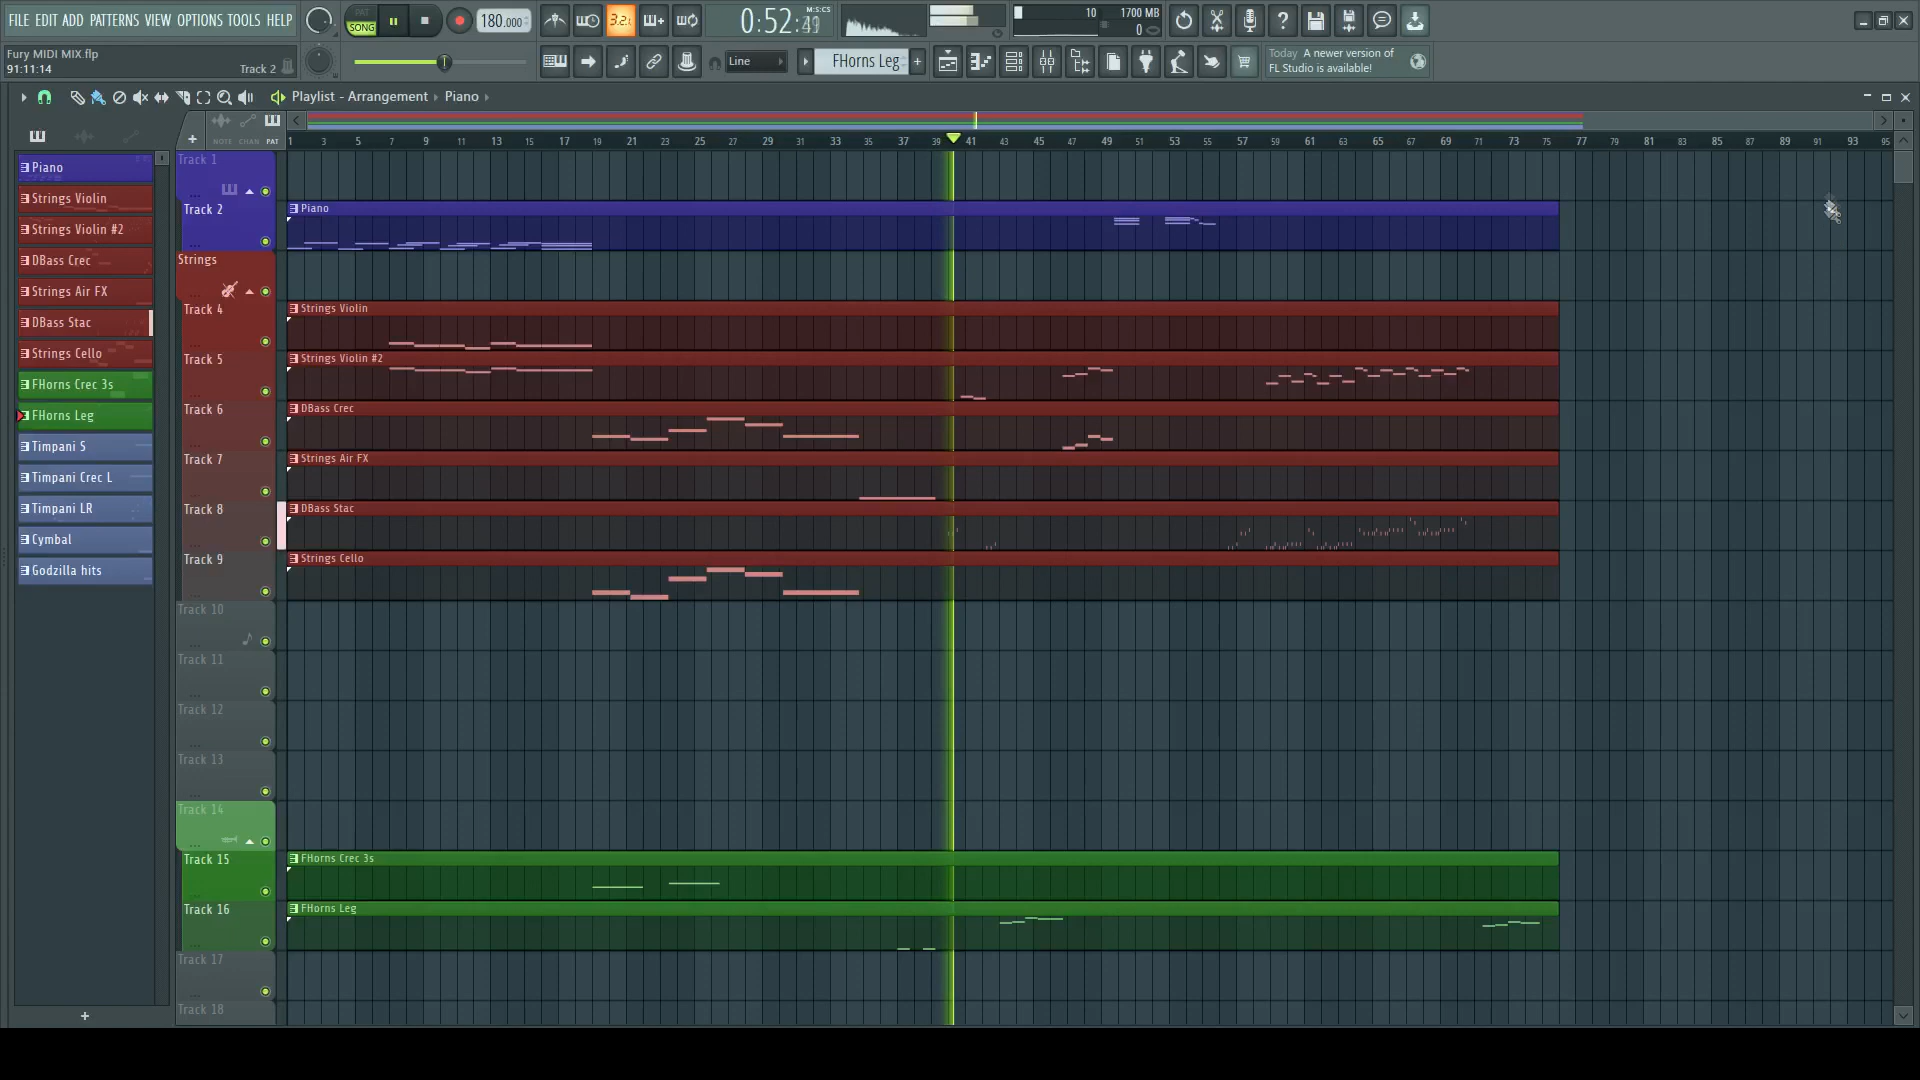 FILE EDIT ADD PATTERNS VIEW OPTIONS TOOLS HELP
PAT
SONG
180.000
3.2.
0:52:
M:S:CS
10
1700 MB
0
Fury MIDI MIX.flp
91:11:14
Track 2
Line
FHorns Leg
+
Today A newer version of
FL Studio is available!
Playlist - Arrangement
Piano
NOTE CHAN PAT
1 3 5 7 9 11 13 15 17 19 21 23 25 27 29 31 33 35 37 39 41 43 45 47 49 51 53 55 57 59 61 63 65 67 69 71 73 75 77 79 81 83 85 87 89 91 93 95
Piano
Strings Violin
Strings Violin #2
DBass Crec
Strings Air FX
DBass Stac
Strings Cello
FHorns Crec 3s
FHorns Leg
Timpani S
Timpani Crec L
Timpani LR
Cymbal
Godzilla hits
+
Track 1
Track 2
Piano
Strings
Track 4
Strings Violin
Track 5
Strings Violin #2
Track 6
DBass Crec
Track 7
Strings Air FX
Track 8
DBass Stac
Track 9
Strings Cello
Track 10
Track 11
Track 12
Track 13
Track 14
Track 15
FHorns Crec 3s
Track 16
FHorns Leg
Track 17
Track 18